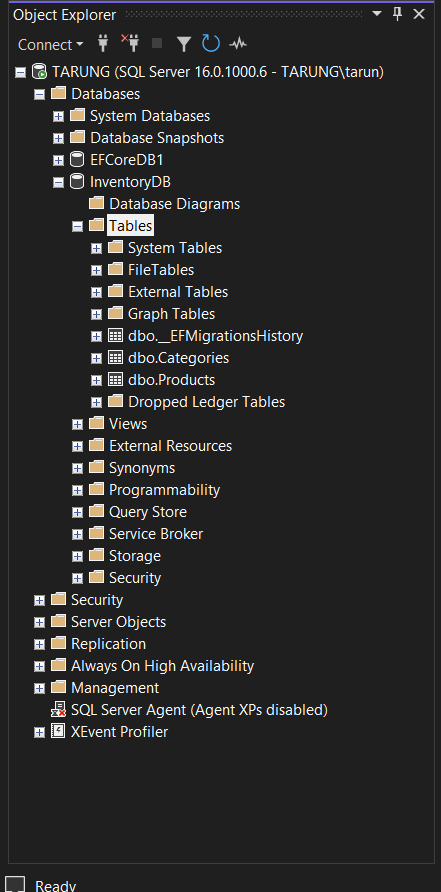 Object Explorer
Connect
TARUNG (SQL Server 16.0.1000.6 - TARUNG\tarun)
Databases
System Databases
Database Snapshots
EFCoreDB1
InventoryDB
Database Diagrams
Tables
System Tables
FileTables
External Tables
Graph Tables
dbo.__EFMigrationsHistory
dbo.Categories
dbo.Products
Dropped Ledger Tables
Views
External Resources
Synonyms
Programmability
Query Store
Service Broker
Storage
Security
Security
Server Objects
Replication
Always On High Availability
Management
SQL Server Agent (Agent XPs disabled)
XEvent Profiler
Ready